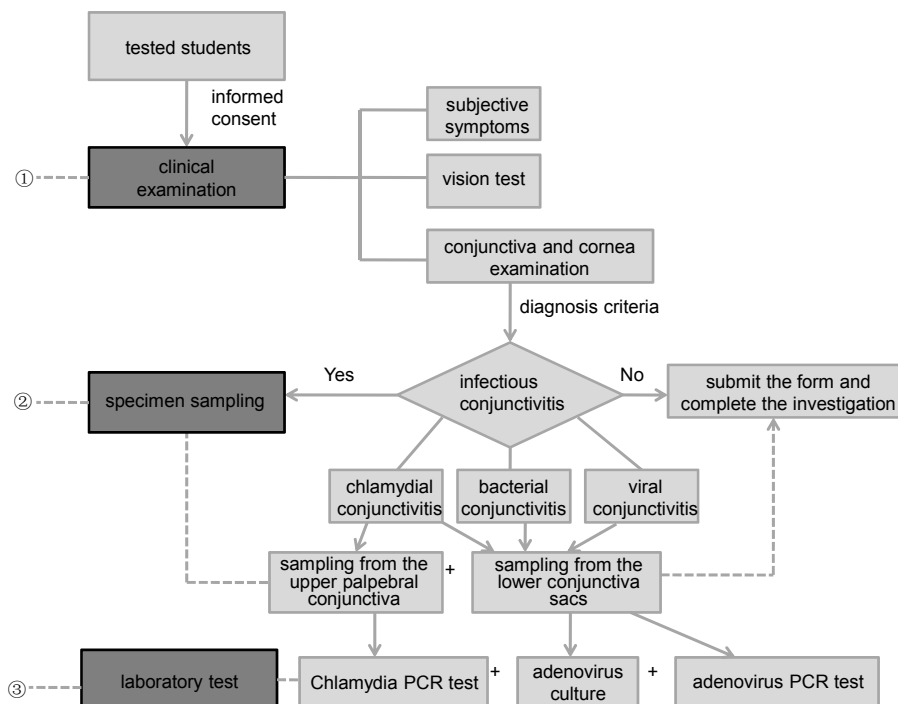 tested students
informed
consent
subjective
symptoms
①
clinical
examination
vision test
conjunctiva and cornea
examination
diagnosis criteria
Yes
infectious
conjunctivitis
No
submit the form and
complete the investigation
②
specimen sampling
chlamydial
conjunctivitis
bacterial
conjunctivitis
viral
conjunctivitis
sampling from the
upper palpebral
conjunctiva
+
sampling from the
lower conjunctiva
sacs
③
laboratory test
Chlamydia PCR test
+
adenovirus
culture
+
adenovirus PCR test